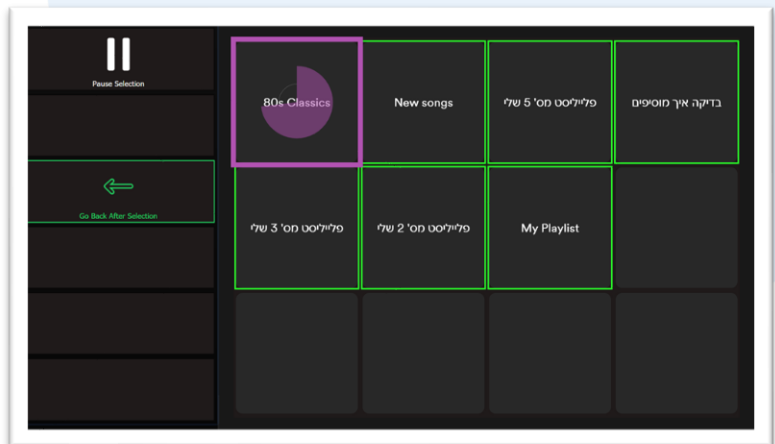 Pause Selection
Go Back After Selection
80s Classics
New songs
פלייליסט מס' 5 שלי
בדיקה איך מוסיפים
פלייליסט מס' 3 שלי
פלייליסט מס' 2 שלי
My Playlist